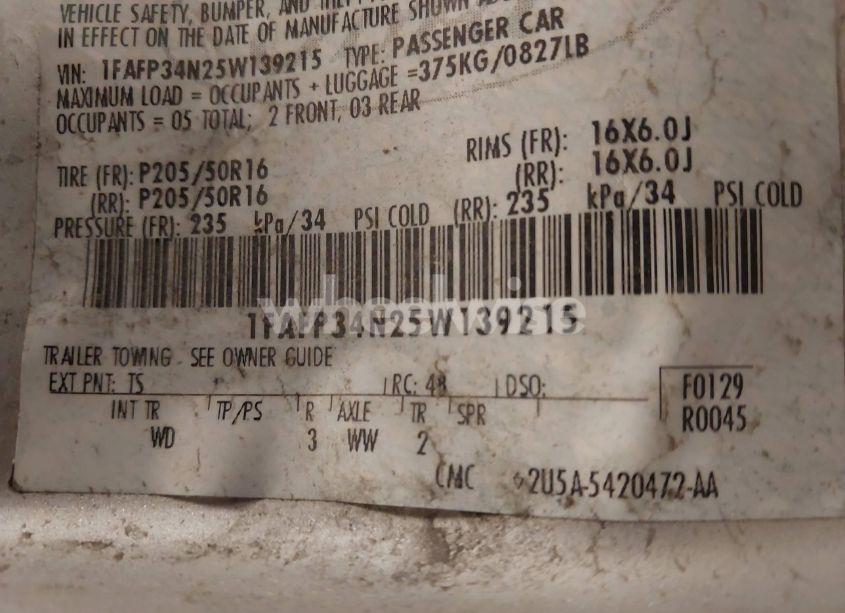 VEHICLE SAFETY, BUMPER, AND THEFT
IN EFFECT ON THE DATE OF MANUFACTURE SHOWN
VIN: 1FAFP34N25W139215 TYPE: PASSENGER CAR
MAXIMUM LOAD = OCCUPANTS + LUGGAGE =375KG/0827LB
OCCUPANTS = 05 TOTAL; 2 FRONT, 03 REAR
TIRE (FR): P205/50R16 RIMS (FR): 16X6.0J
(RR): P205/50R16 (RR): 16X6.0J
PRESSURE (FR): 235 kPa/34 PSI COLD (RR): 235 kPa/34 PSI COLD
wheelwise
1FAFP34N25W139215
TRAILER TOWING - SEE OWNER GUIDE
EXT PNT: TS RC: 48 DSO: F0129
INT TR TP/PS R AXLE TR SPR R0045
WD 3 WW 2
CMC 2U5A-5420472-AA